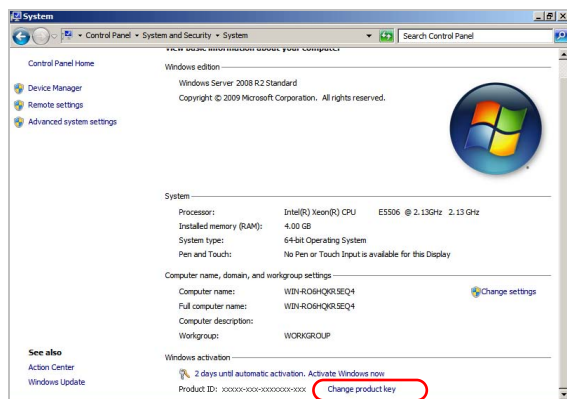 System
Control Panel ▸ System and Security ▸ System
Search Control Panel
Control Panel Home
Device Manager
Remote settings
Advanced system settings
See also
Action Center
Windows Update
View basic information about your computer
Windows edition
Windows Server 2008 R2 Standard
Copyright © 2009 Microsoft Corporation. All rights reserved.
System
Processor: Intel(R) Xeon(R) CPU E5506 @ 2.13GHz 2.13 GHz
Installed memory (RAM): 4.00 GB
System type: 64-bit Operating System
Pen and Touch: No Pen or Touch Input is available for this Display
Computer name, domain, and workgroup settings
Computer name: WIN-RO6HQKR5EQ4 Change settings
Full computer name: WIN-RO6HQKR5EQ4
Computer description:
Workgroup: WORKGROUP
Windows activation
2 days until automatic activation. Activate Windows now
Product ID: xxxxx-xxx-xxxxxxx-xxx Change product key